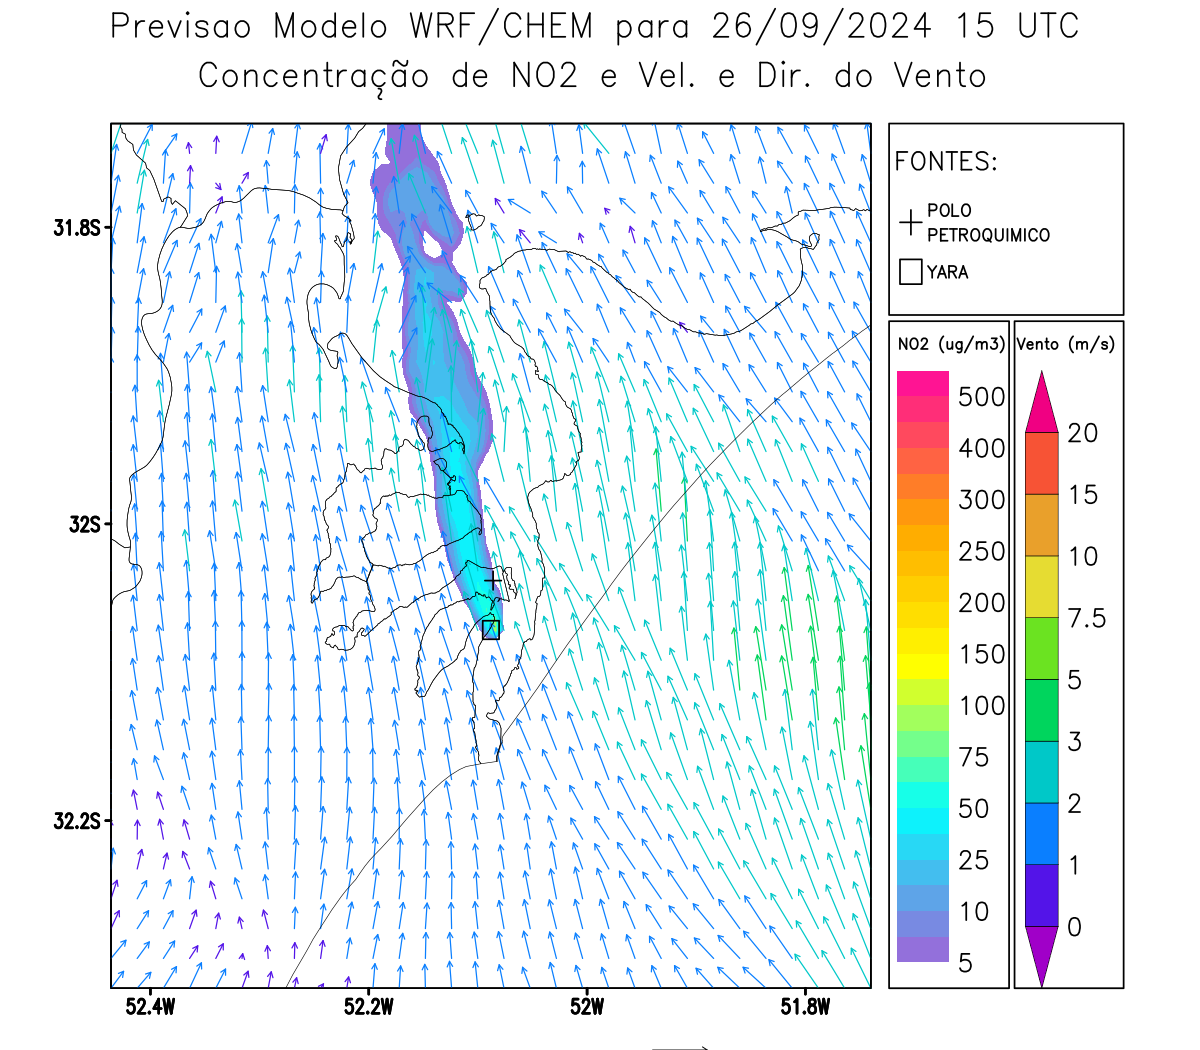 Previsao Modelo WRF/CHEM para 26/09/2024 15 UTC
Concentração de NO2 e Vel. e Dir. do Vento
FONTES:
POLO
PETROQUIMICO
YARA
31.8S
32S
32.2S
52.4W
52.2W
52W
51.8W
NO2 (ug/m3)
500
400
300
250
200
150
100
75
50
25
10
5
Vento (m/s)
20
15
10
7.5
5
3
2
1
0